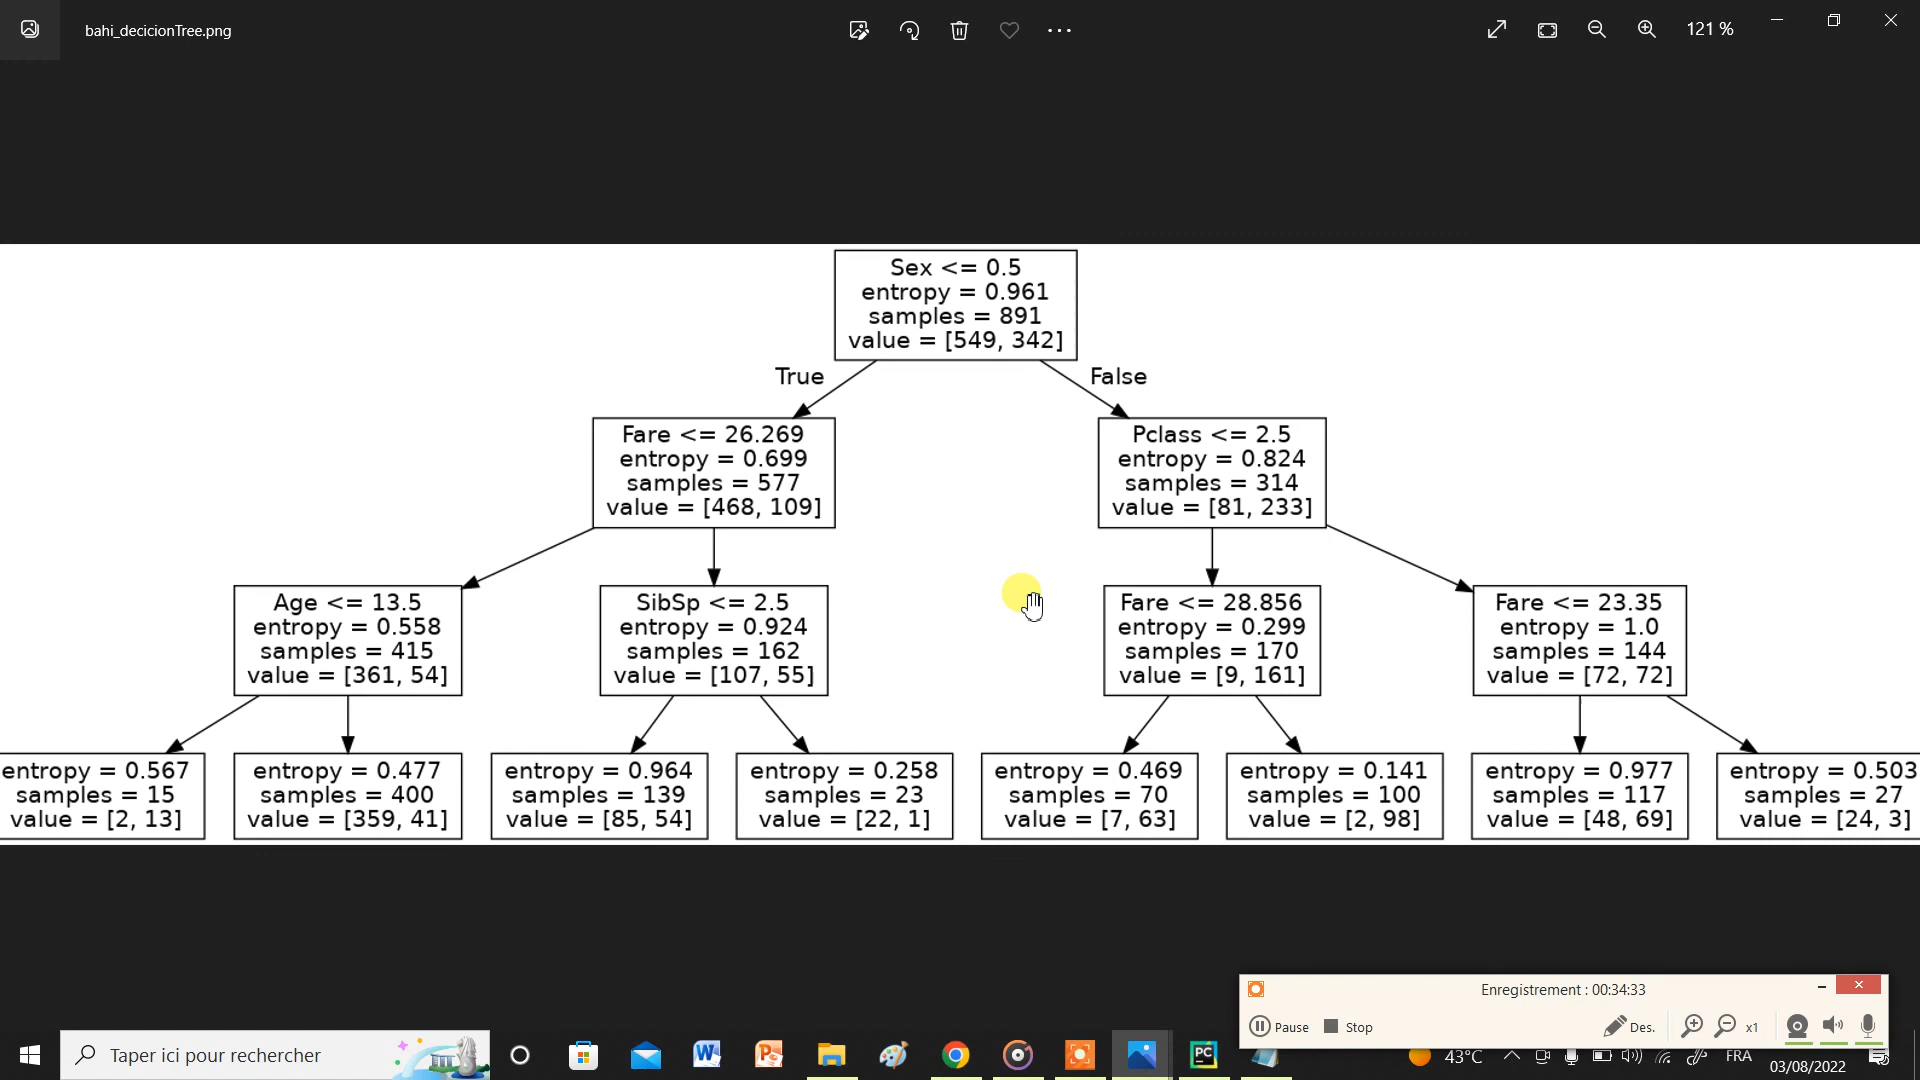 bahi_decicionTree.png
121 %
Sex <= 0.5
entropy = 0.961
samples = 891
value = [549, 342]
True
False
Fare <= 26.269
entropy = 0.699
samples = 577
value = [468, 109]
Pclass <= 2.5
entropy = 0.824
samples = 314
value = [81, 233]
Age <= 13.5
entropy = 0.558
samples = 415
value = [361, 54]
SibSp <= 2.5
entropy = 0.924
samples = 162
value = [107, 55]
Fare <= 28.856
entropy = 0.299
samples = 170
value = [9, 161]
Fare <= 23.35
entropy = 1.0
samples = 144
value = [72, 72]
entropy = 0.567
samples = 15
value = [2, 13]
entropy = 0.477
samples = 400
value = [359, 41]
entropy = 0.964
samples = 139
value = [85, 54]
entropy = 0.258
samples = 23
value = [22, 1]
entropy = 0.469
samples = 70
value = [7, 63]
entropy = 0.141
samples = 100
value = [2, 98]
entropy = 0.977
samples = 117
value = [48, 69]
entropy = 0.503
samples = 27
value = [24, 3]
Enregistrement : 00:34:33
Pause
Stop
Des.
x1
Taper ici pour rechercher
W
P
PC
43°C
FRA
03/08/2022